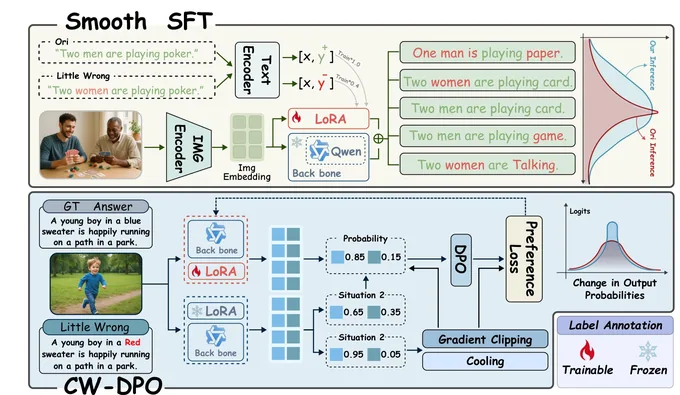 Smooth SFT
Ori
"Two men are playing poker."
Little Wrong
"Two women are playing poker."
Text Encoder
[x, y+]
[x, y-]
Train*1.0
Train*0.4
IMG Encoder
Img Embedding
LoRA
Qwen
Back bone
One man is playing paper.
Two women are playing card.
Two men are playing card.
Two men are playing game.
Two women are Talking.
Our Inference
Ori Inference
GT Answer
A young boy in a blue
sweater is happily running
on a path in a park.
Little Wrong
A young boy in a Red
sweater is happily running
on a path in a park.
CW-DPO
Back bone
LoRA
LoRA
Back bone
Probability
0.85 0.15
Situation 2
0.65 0.35
Situation 2
0.95 0.05
DPO
Preference Loss
Gradient Clipping
Cooling
Logits
Change in Output
Probabilities
Label Annotation
Trainable Frozen